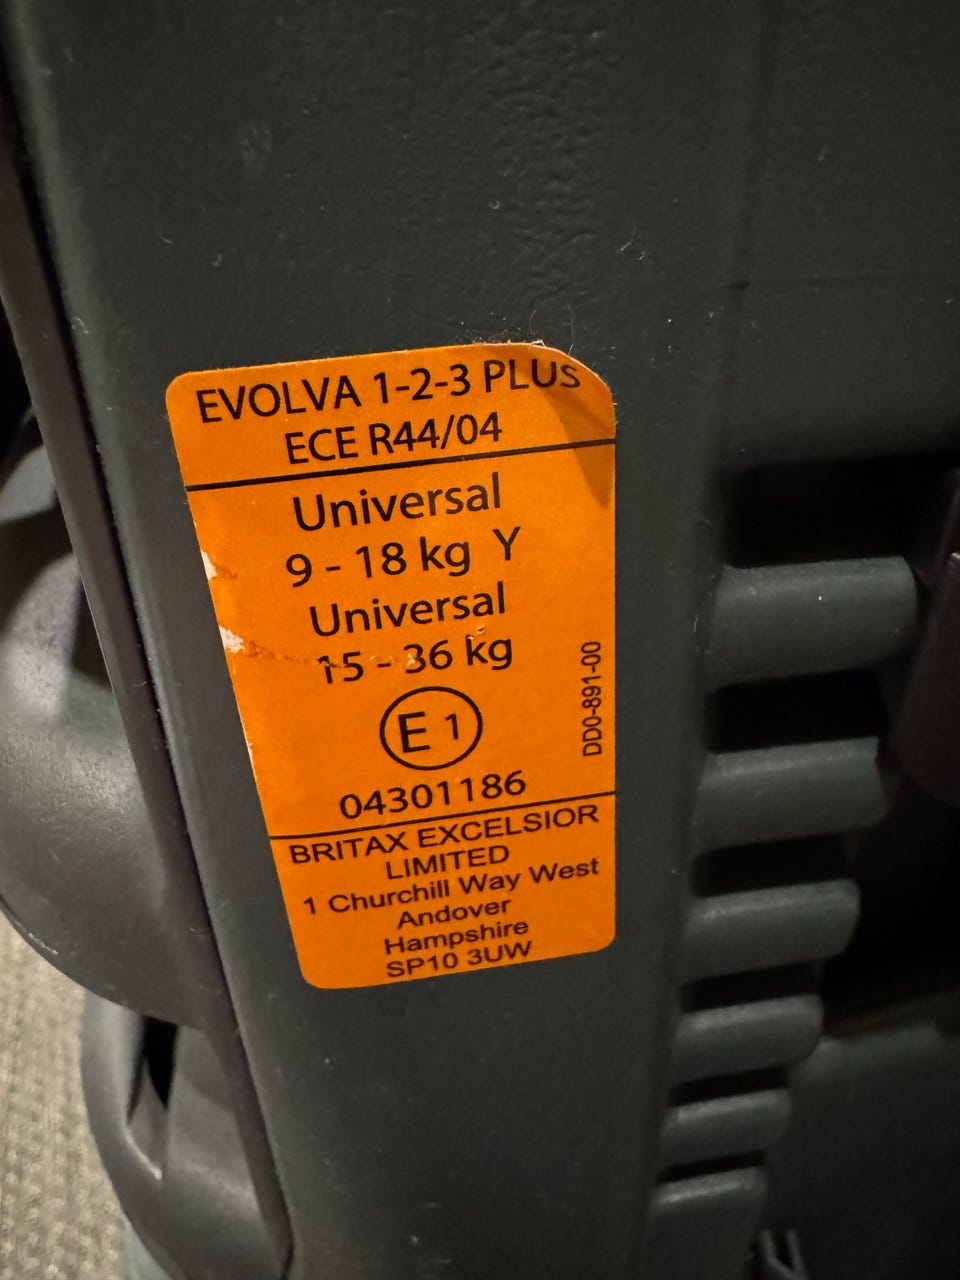 EVOLVA 1-2-3 PLUS
ECE R44/04
Universal
9 - 18 kg Y
Universal
15 - 36 kg
E 1
04301186
DD0-891-00
BRITAX EXCELSIOR
LIMITED
1 Churchill Way West
Andover
Hampshire
SP10 3UW